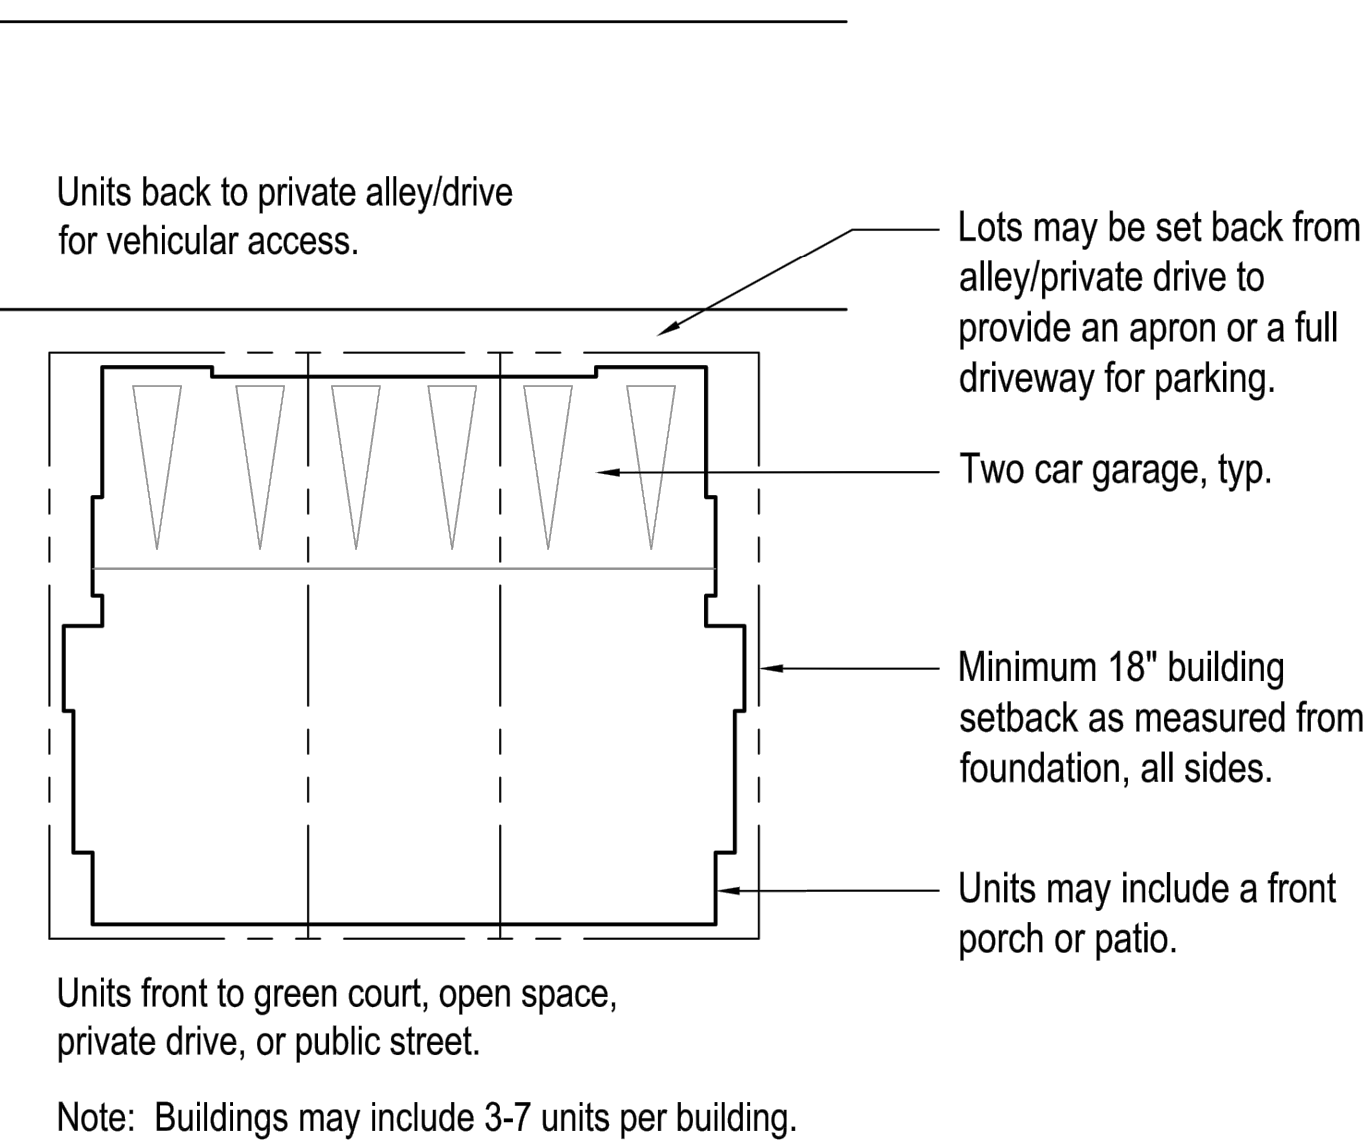 Units back to private alley/drive
for vehicular access.
Lots may be set back from
alley/private drive to
provide an apron or a full
driveway for parking.
Two car garage, typ.
Minimum 18" building
setback as measured from
foundation, all sides.
Units may include a front
porch or patio.
Units front to green court, open space,
private drive, or public street.
Note:  Buildings may include 3-7 units per building.